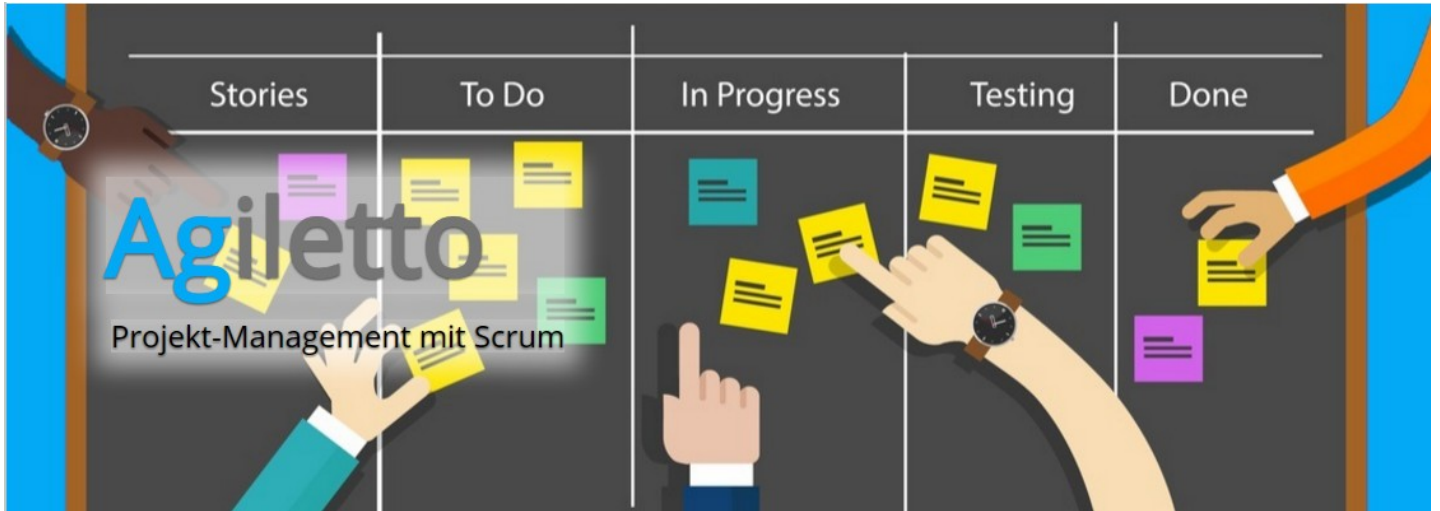 Stories To Do In Progress Testing Done
Agiletto
Projekt-Management mit Scrum